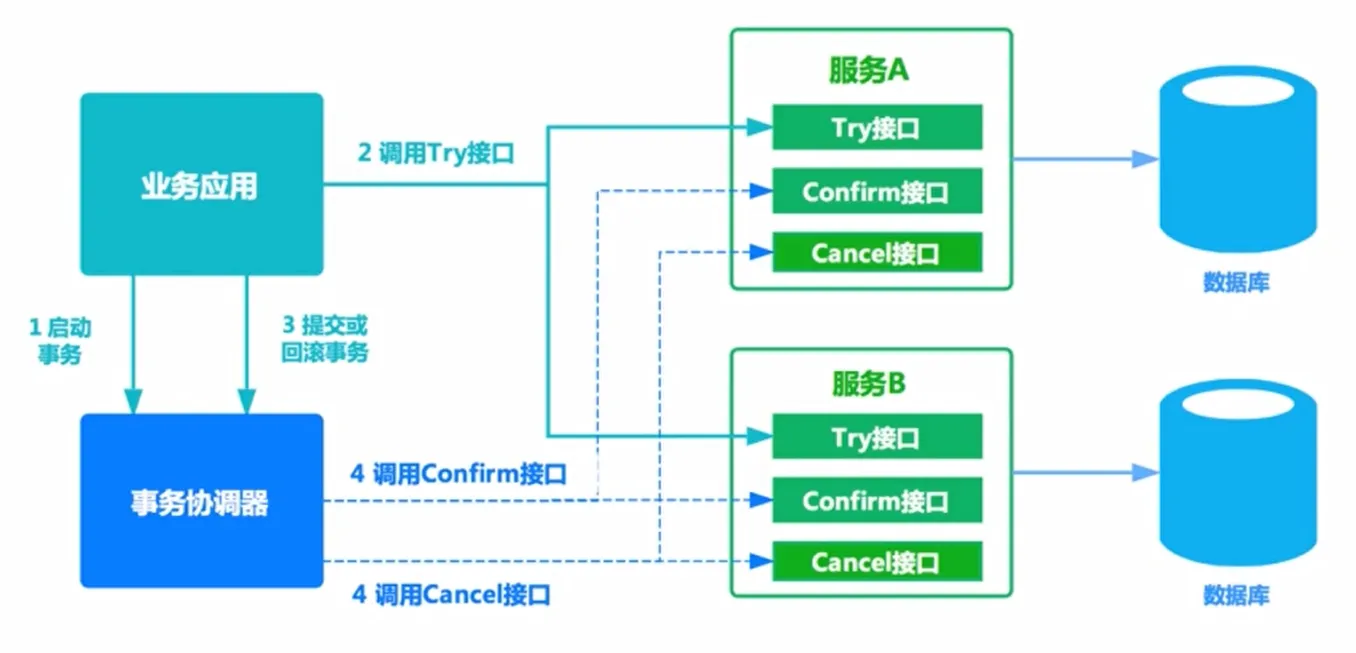 服务A
Try接口
业务应用
2 调用Try接口
Confirm接口
Cancel接口
数据库
1 启动
事务
3 提交或
回滚事务
服务B
Try接口
事务协调器
4 调用Confirm接口
Confirm接口
Cancel接口
4 调用Cancel接口
数据库